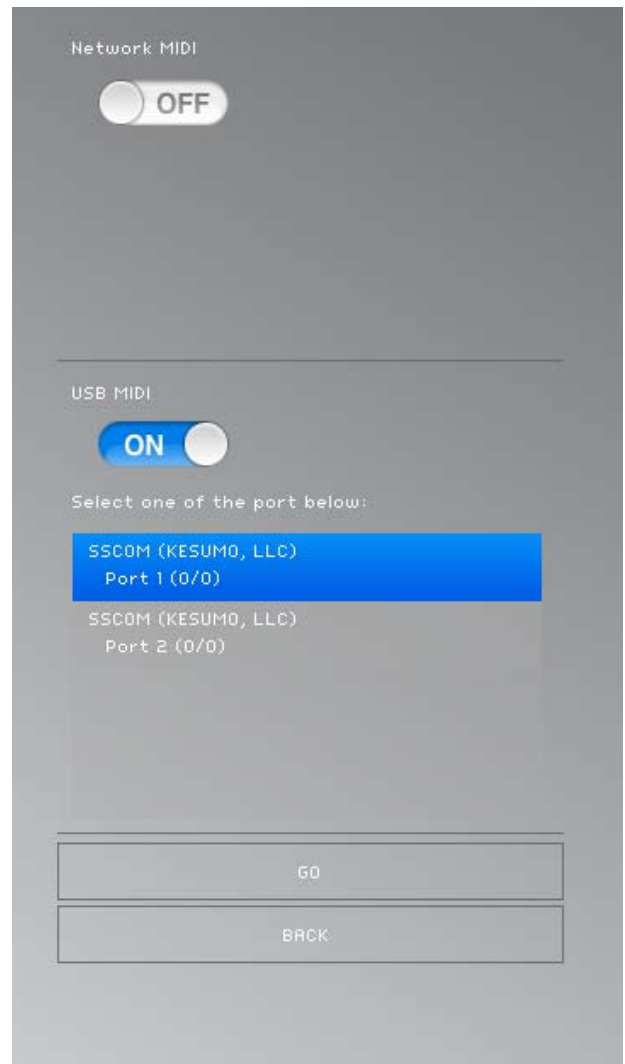 Network MIDI
OFF
USB MIDI
ON
Select one of the port below:
SSCOM (KESUMO, LLC)
Port 1 (0/0)
SSCOM (KESUMO, LLC)
Port 2 (0/0)
GO
BACK